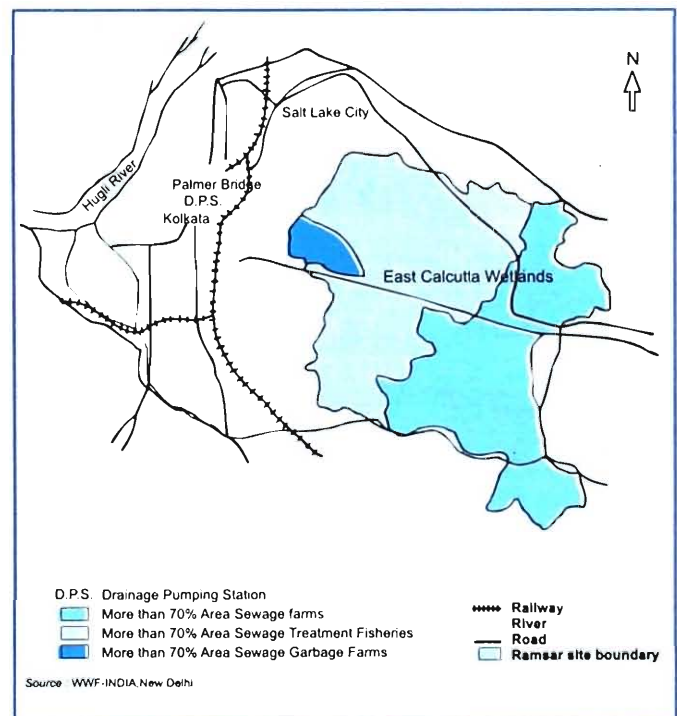 N
Salt Lake City
Hugli River
Palmer Bridge
D.P.S.
Kolkata
East Calcutta Wetlands
D.P.S. Drainage Pumping Station
More than 70% Area Sewage farms
More than 70% Area Sewage Treatment Fisheries
More than 70% Area Sewage Garbage Farms
Railway
River
Road
Ramsar site boundary
Source : WWF-INDIA, New Delhi